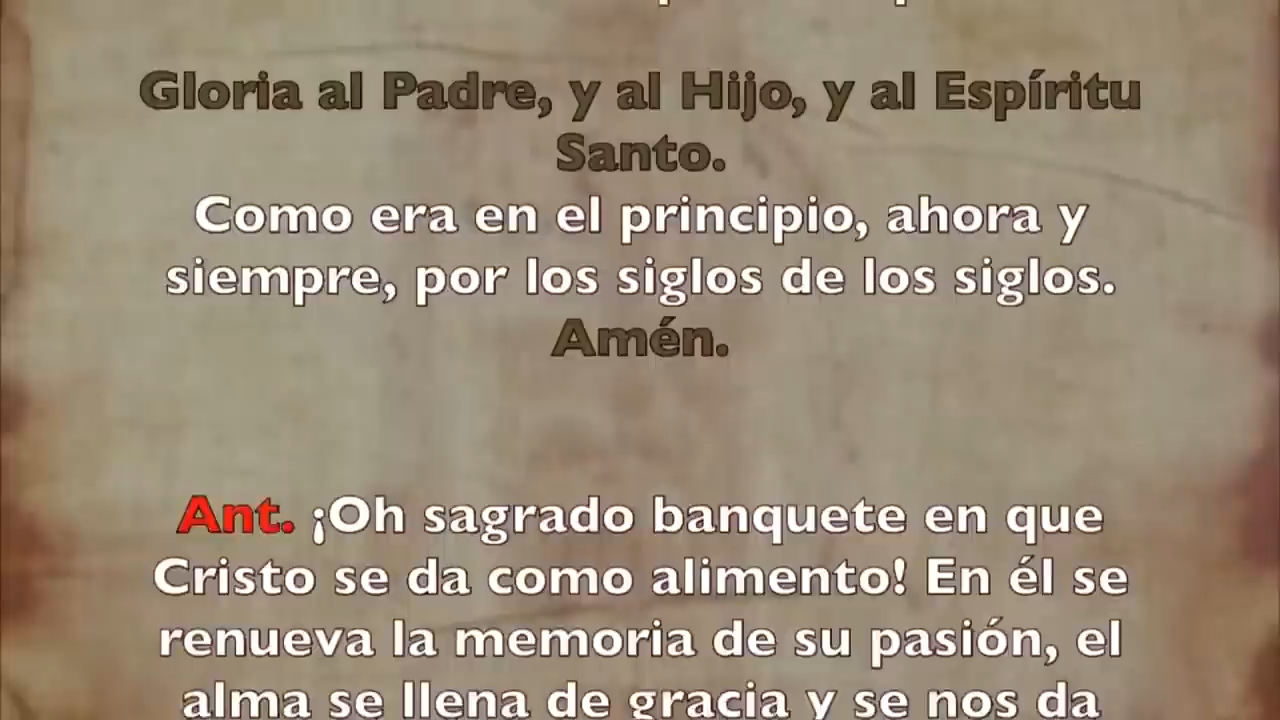 Gloria al Padre, y al Hijo, y al Espíritu
Santo.
Como era en el principio, ahora y
siempre, por los siglos de los siglos.
Amén.
Ant. ¡Oh sagrado banquete en que
Cristo se da como alimento! En él se
renueva la memoria de su pasión, el
alma se llena de gracia y se nos da